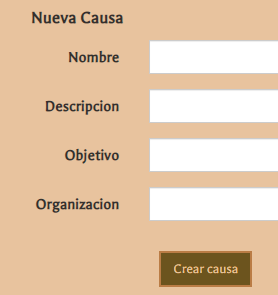 Nueva Causa
Nombre
Descripcion
Objetivo
Organizacion
Crear causa